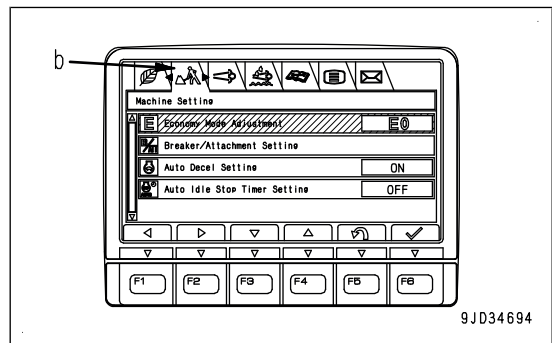 b
Machine Setting
E Economy Mode Adjustment E0
Breaker/Attachment Setting
Auto Decel Setting ON
Auto Idle Stop Timer Setting OFF
F1 F2 F3 F4 F5 F6
9JD34694